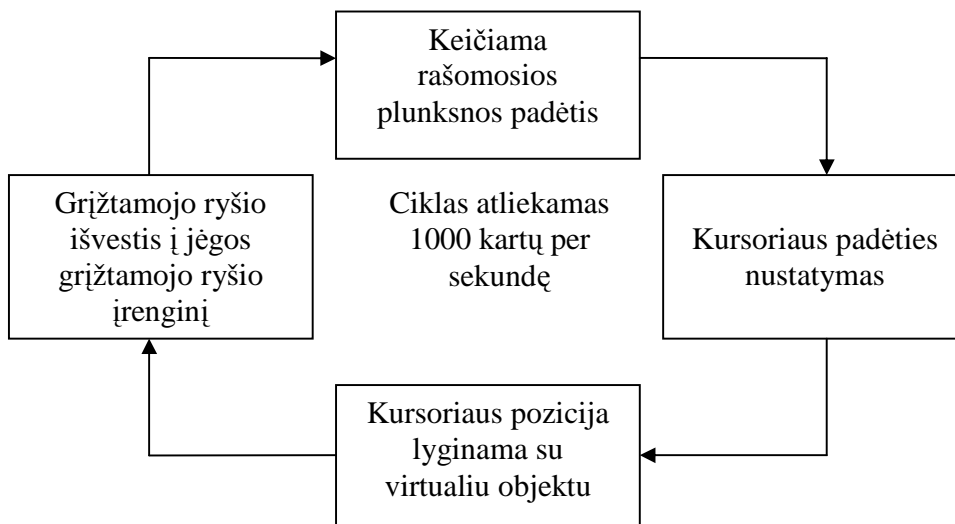 Keičiama
rašomosios
plunksnos padėtis
Grįžtamojo ryšio
išvestis į jėgos
grįžtamojo ryšio
įrenginį
Ciklas atliekamas
1000 kartų per
sekundę
Kursoriaus padėties
nustatymas
Kursoriaus pozicija
lyginama su
virtualiu objektu